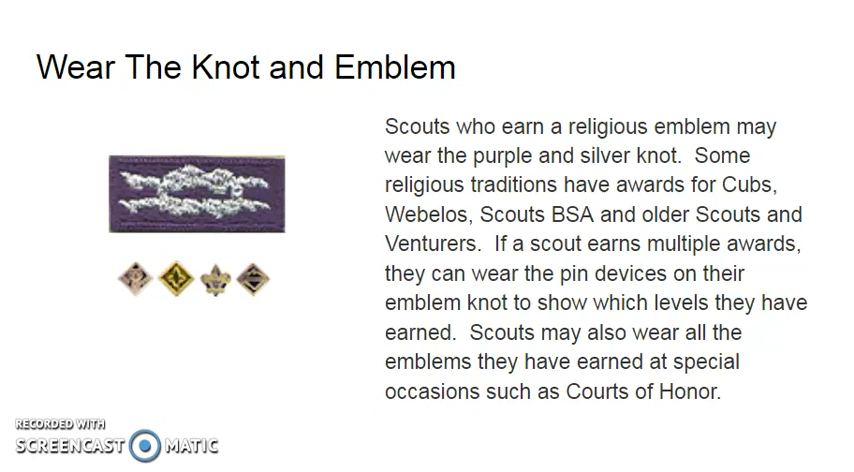 Wear The Knot and Emblem
Scouts who earn a religious emblem may
wear the purple and silver knot.  Some
religious traditions have awards for Cubs,
Webelos, Scouts BSA and older Scouts and
Venturers.  If a scout earns multiple awards,
they can wear the pin devices on their
emblem knot to show which levels they have
earned.  Scouts may also wear all the
emblems they have earned at special
occasions such as Courts of Honor.
RECORDED WITH
SCREENCAST MATIC